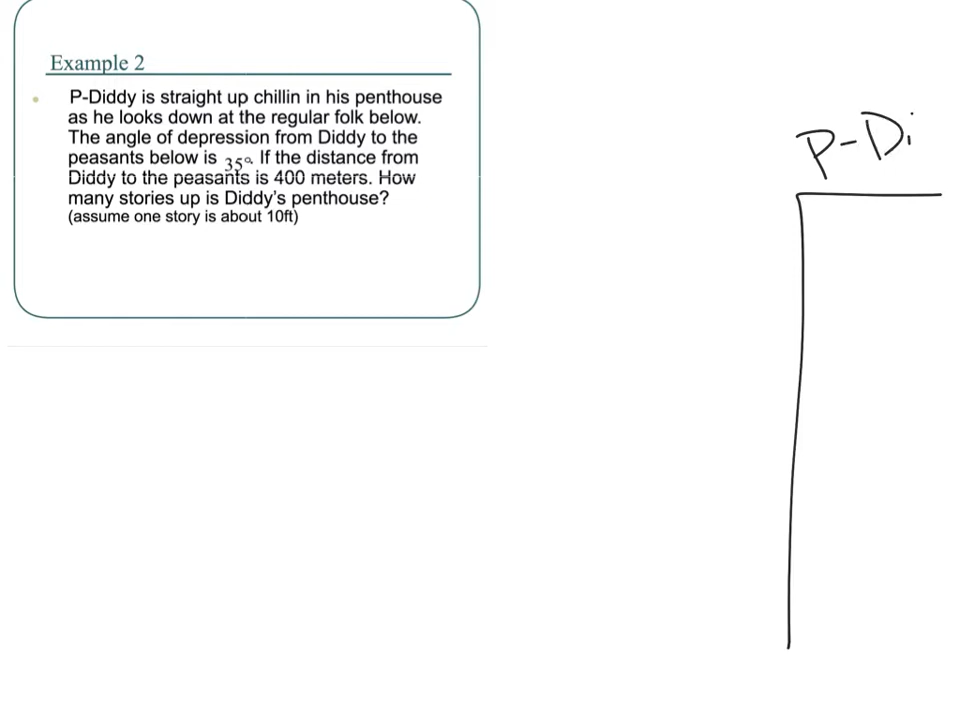 Example 2
P-Diddy is straight up chillin in his penthouse
as he looks down at the regular folk below.
The angle of depression from Diddy to the
peasants below is 35°. If the distance from
Diddy to the peasants is 400 meters. How
many stories up is Diddy's penthouse?
(assume one story is about 10ft)
P-Di